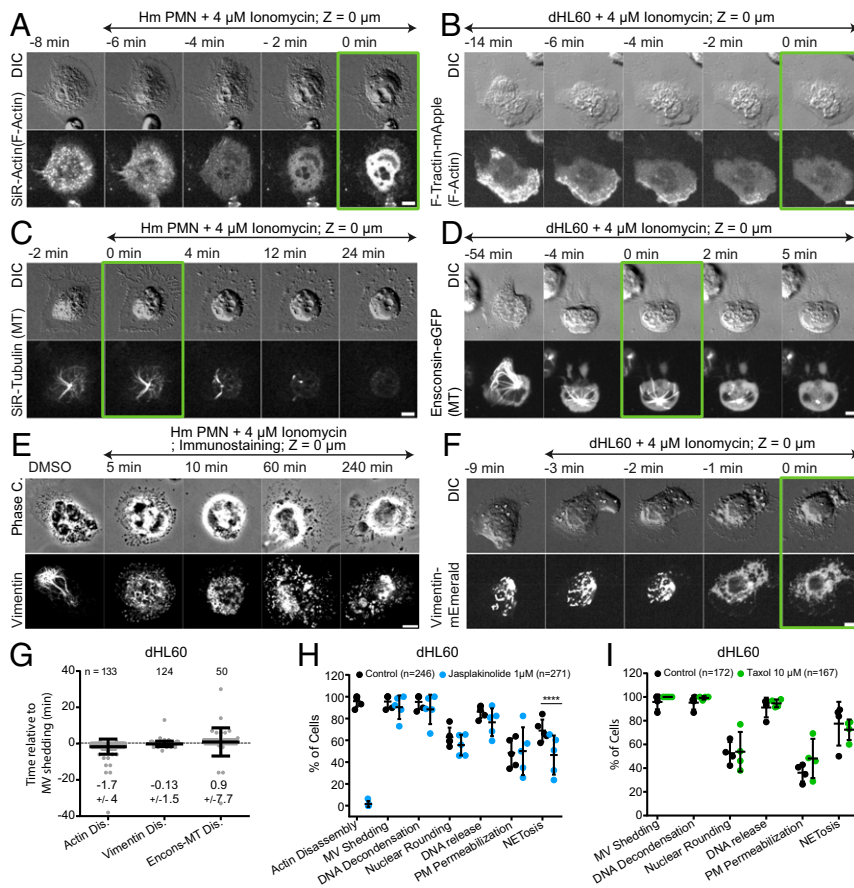 A
Hm PMN + 4 µM Ionomycin; Z = 0 µm
-8 min -6 min -4 min - 2 min 0 min
DIC
SiR-Actin(F-Actin)
B
dHL60 + 4 µM Ionomycin; Z = 0 µm
-14 min -6 min -4 min -2 min 0 min
DIC
F-Tractin-mApple
(F-Actin)
C
Hm PMN + 4 µM Ionomycin; Z = 0 µm
-2 min 0 min 4 min 12 min 24 min
DIC
SiR-Tubulin (MT)
D
dHL60 + 4 µM Ionomycin; Z = 0 µm
-54 min -4 min 0 min 2 min 5 min
DIC
Ensconsin-eGFP
(MT)
E
Hm PMN + 4 µM Ionomycin
; Immunostaining; Z = 0 µm
DMSO 5 min 10 min 60 min 240 min
Phase C.
Vimentin
F
dHL60 + 4 µM Ionomycin; Z = 0 µm
-9 min -3 min -2 min -1 min 0 min
DIC
Vimentin-
mEmerald
G
dHL60
n = 133 124 50
Time relative to
MV shedding (min)
40
20
0
-20
-40
-1.7 -0.13 0.9
+/- 4 +/-1.5 +/-7.7
Actin Dis.
Vimentin Dis.
Encons-MT Dis.
H
dHL60
Control (n=246) Jasplakinolide 1µM (n=271)
****
% of Cells
120
100
80
60
40
20
0
Actin Disassembly
MV Shedding
DNA Decondensation
Nuclear Rounding
DNA release
PM Permeabilization
NETosis
I
dHL60
Control (n=172) Taxol 10 µM (n=167)
% of Cells
120
100
80
60
40
20
0
MV Shedding
DNA Decondensation
Nuclear Rounding
DNA release
PM Permeabilization
NETosis